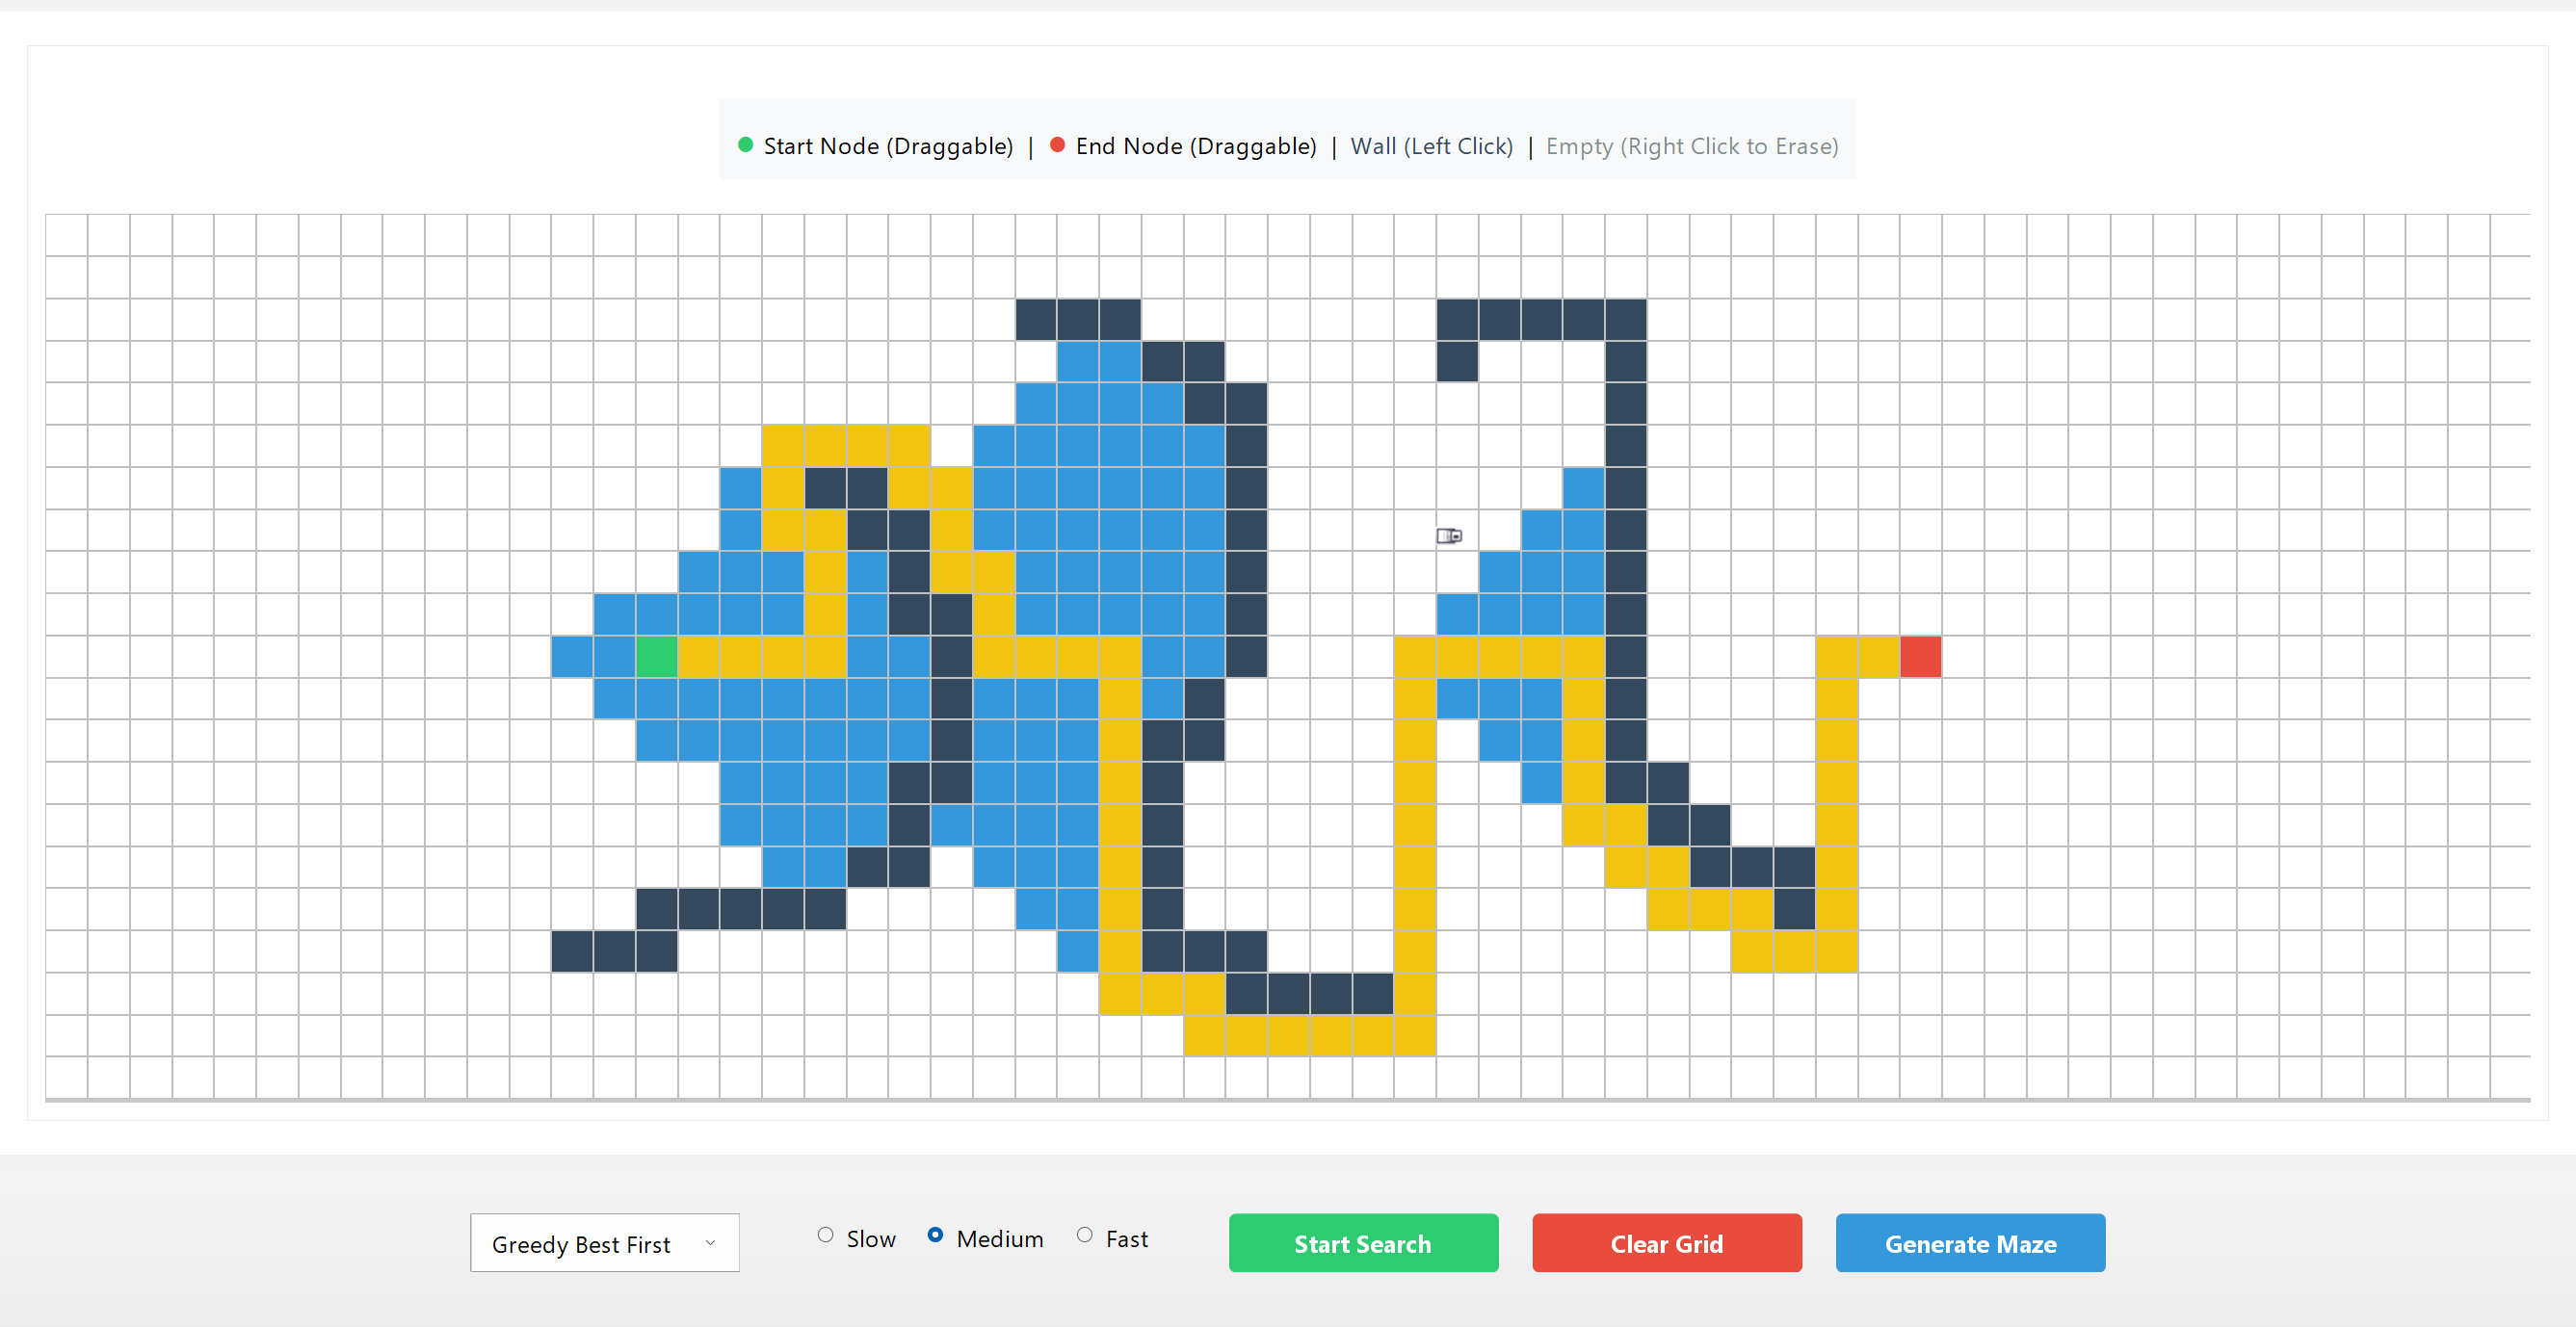 Start Node (Draggable) | End Node (Draggable) | Wall (Left Click) | Empty (Right Click to Erase)
Greedy Best First Slow Medium Fast Start Search Clear Grid Generate Maze